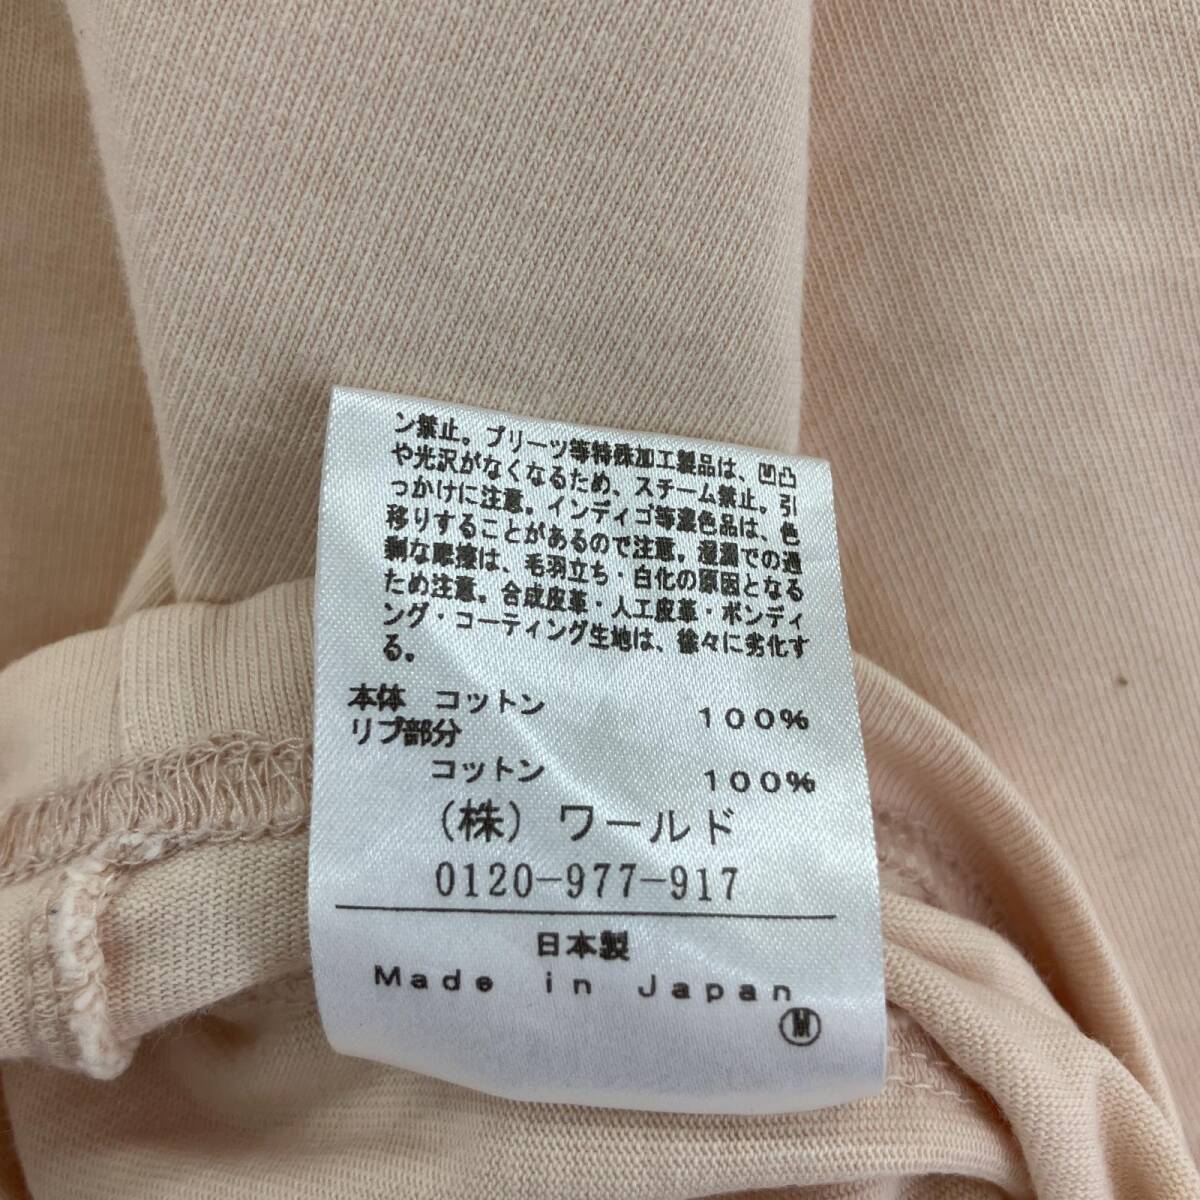 ン禁止。プリーツ等特殊加工製品は、凹凸
や光沢がなくなるため、スチーム禁止。引
っかけに注意。インディゴ等濃色品は、色
移りすることがあるので注意。湿潤での過
剰な摩擦は、毛羽立ち・白化の原因となる
ため注意。合成皮革・人工皮革・ボンディ
ング・コーティング生地は、徐々に劣化す
る。
本体 コットン 100%
リブ部分
コットン 100%
(株)ワールド
0120-977-917
日本製
Made in Japan
M